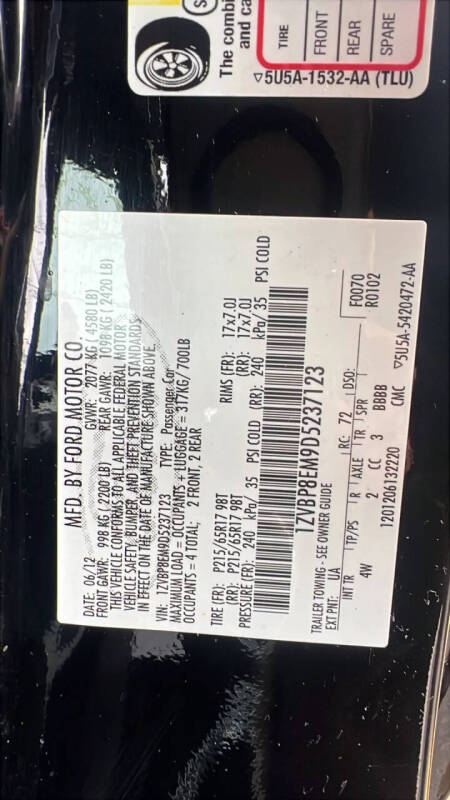 The combi
and ca
TIRE
FRONT
REAR
SPARE
▽5U5A-1532-AA (TLU)
MFD. BY FORD MOTOR CO.
DATE: 06/12 GVWR: 2077 KG ( 4580 LB)
FRONT GAWR: 998 KG ( 2200 LB) REAR GAWR: 1098 KG ( 2420 LB)
THIS VEHICLE CONFORMS TO ALL APPLICABLE FEDERAL MOTOR
VEHICLE SAFETY, BUMPER, AND THEFT PREVENTION STANDARDS
IN EFFECT ON THE DATE OF MANUFACTURE SHOWN ABOVE.
VIN: 1ZVBP8EM9D5237123 TYPE: Passenger Car
MAXIMUM LOAD = OCCUPANTS + LUGGAGE = 317KG/ 700LB
OCCUPANTS = 4 TOTAL; 2 FRONT, 2 REAR
TIRE (FR): P215/65R17 98T RIMS (FR): 17x7.0J
(RR): P215/65R17 98T (RR): 17x7.0J
PRESSURE (FR): 240 kPa/ 35 PSI COLD (RR): 240 kPa/ 35 PSI COLD
1ZVBP8EM9D5237123
TRAILER TOWING - SEE OWNER GUIDE
EXT PNT: UA RC: 72 DSO: F0070
R0102
INT TR TP/PS R AXLE TR SPR
4W 2 CC 3 BBBB
1201206132220 CMC ▽5U5A-5420472-AA